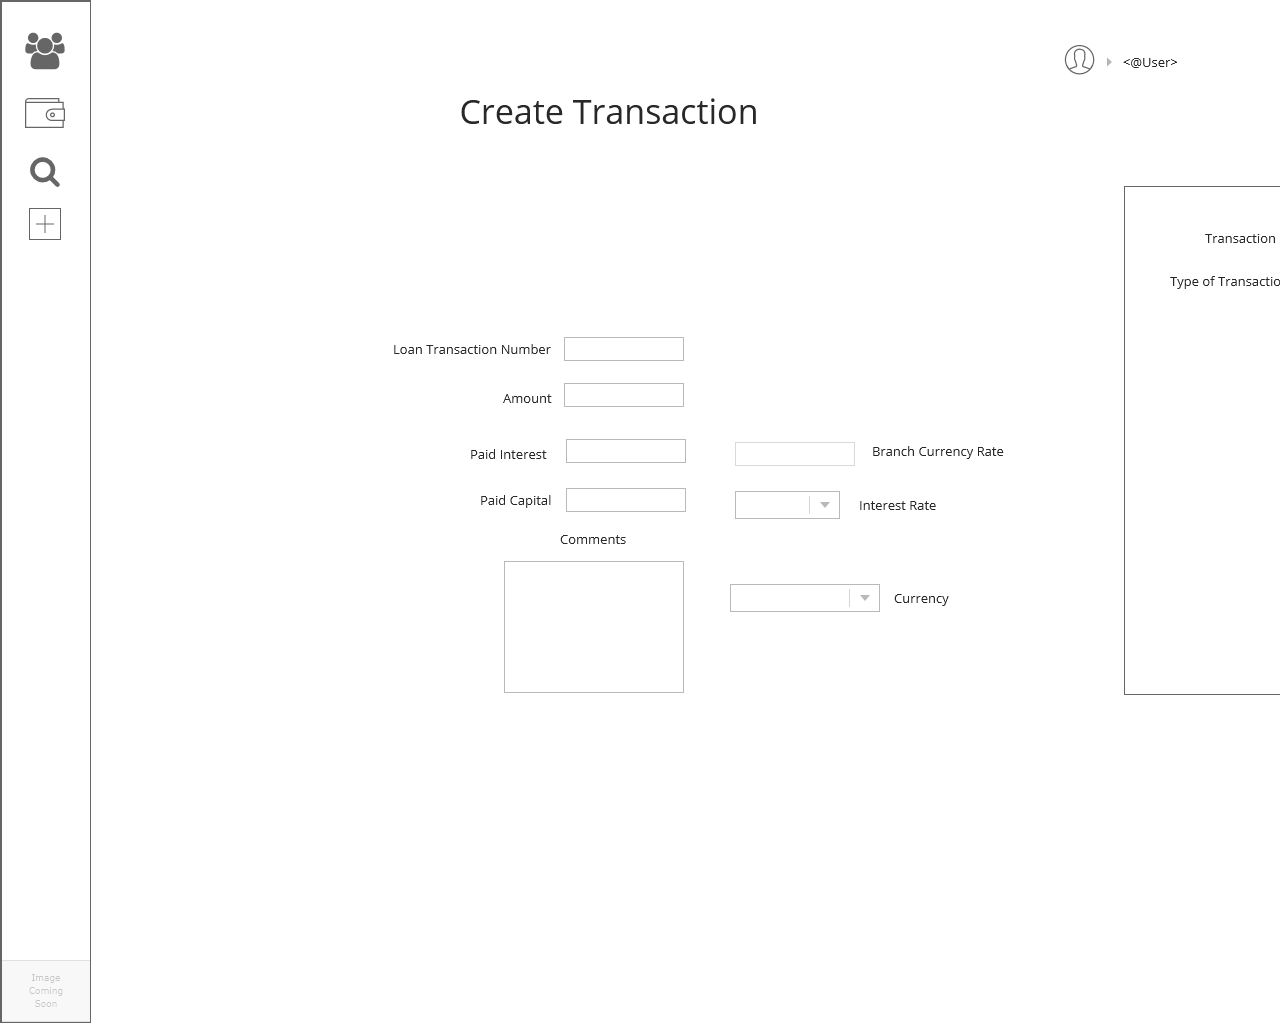 <@User>
Create Transaction
Transaction
Type of Transactio
Loan Transaction Number
Amount
Paid Interest
Branch Currency Rate
Paid Capital
Interest Rate
Comments
Currency
Image
Coming
Soon